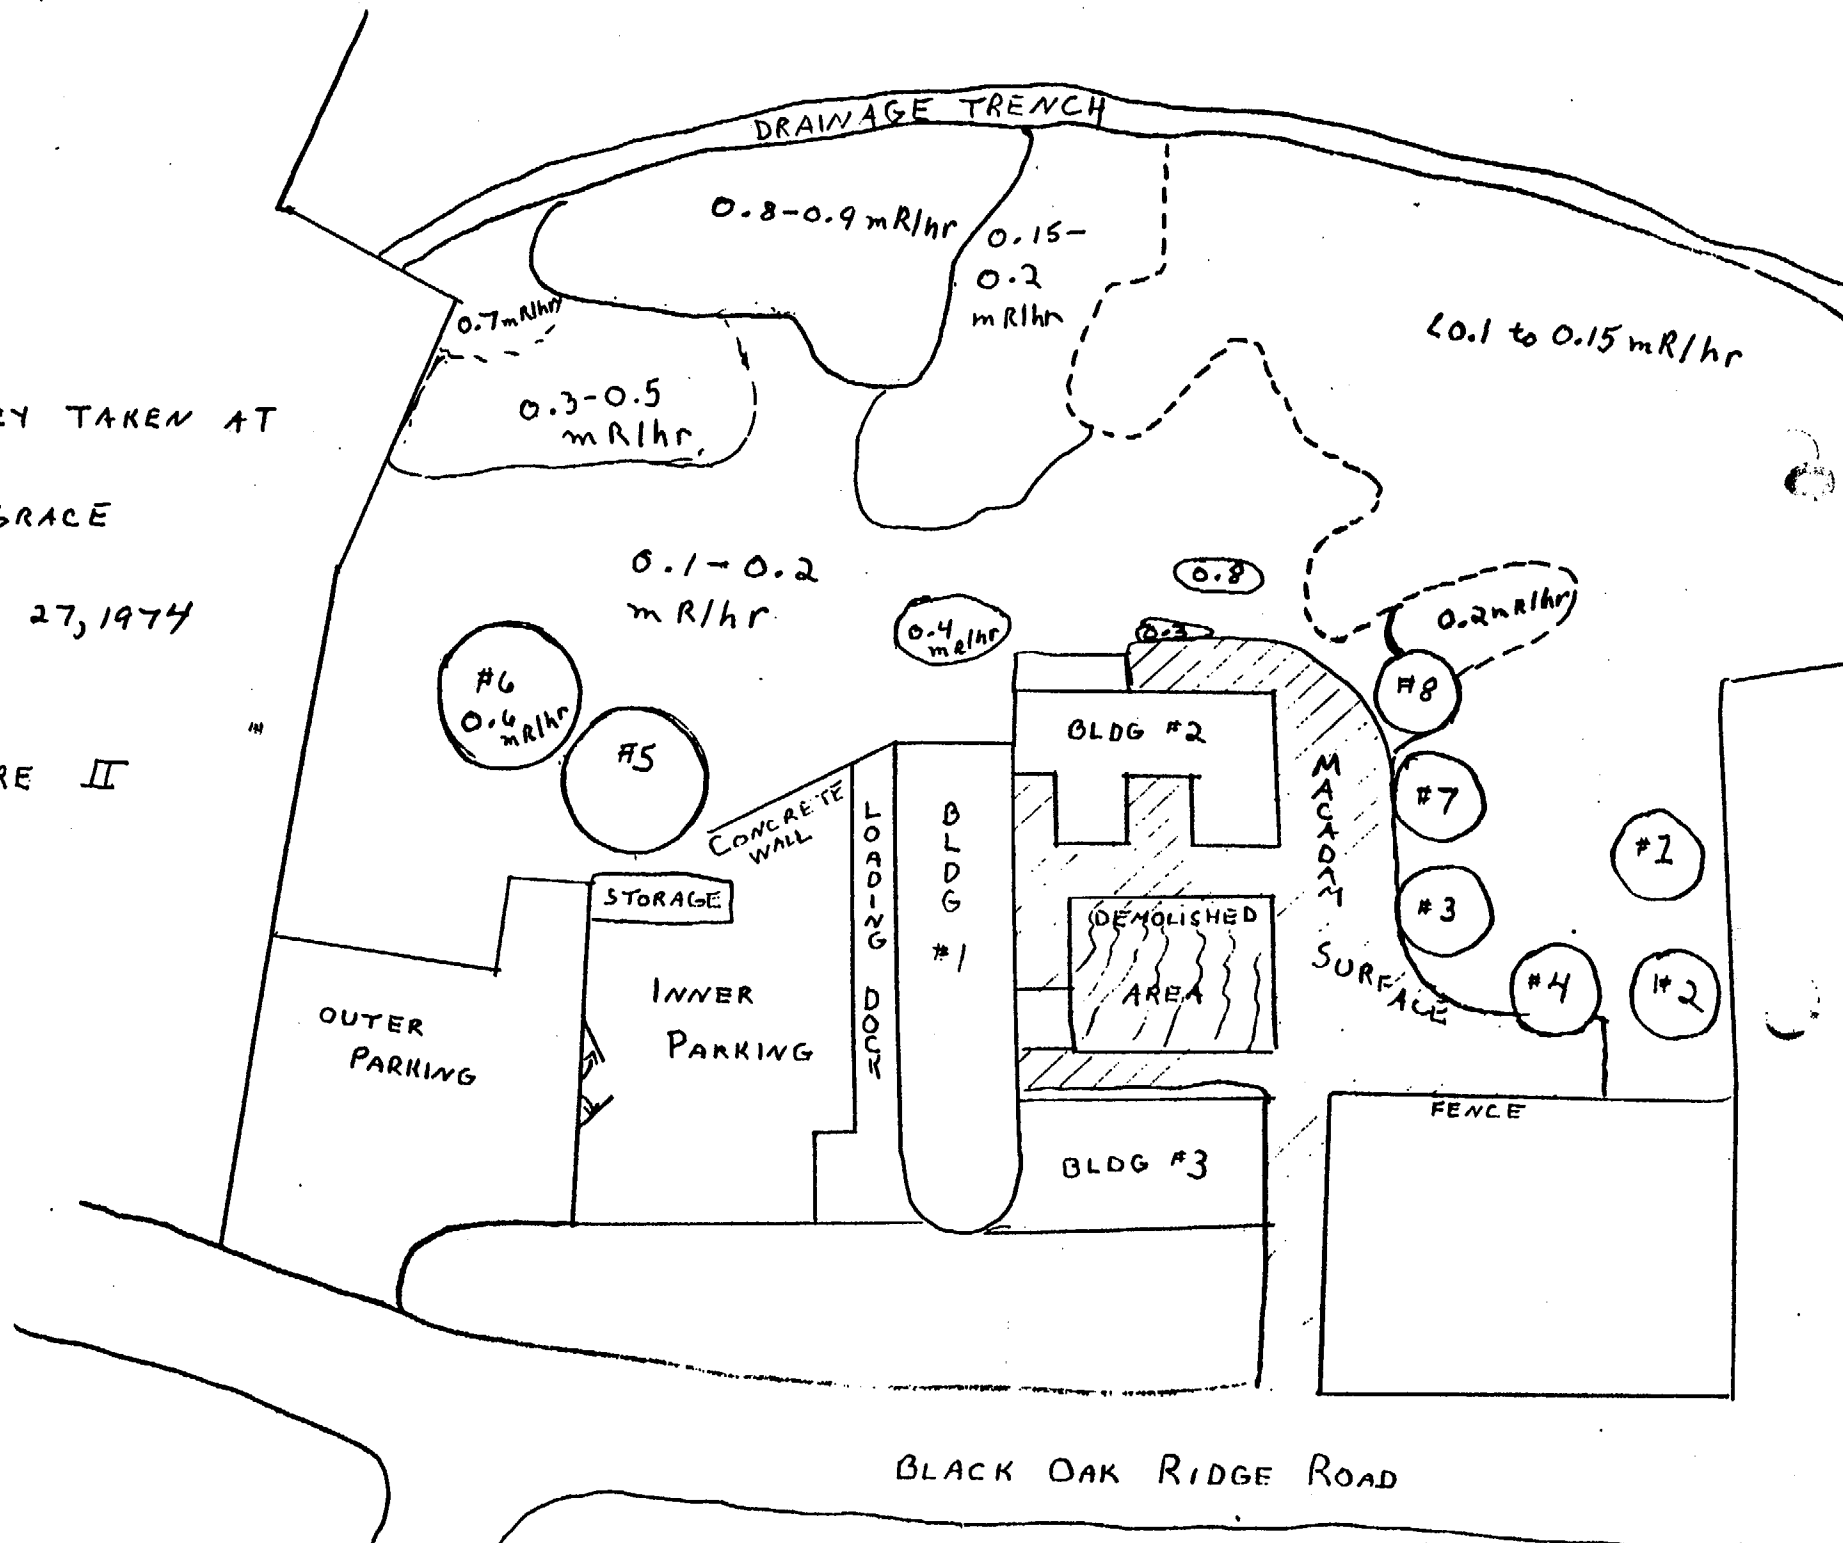 DRAINAGE TRENCH
0.8-0.9 mR/hr
0.15-
0.2
mR/hr
0.7 mR/hr
<0.1 to 0.15 mR/hr
0.3-0.5
mR/hr
TAKEN AT
GRACE
27, 1974
II
0.1-0.2
mR/hr
0.8
0.4
mR/hr
0.3
0.2 mR/hr
#6
0.6
mR/hr
#5
#8
BLDG #2
#7
MACADAM
SURFACE
#1
#3
#4
#2
CONCRETE
WALL
LOADING DOCK
BLDG
#1
STORAGE
DEMOLISHED
AREA
INNER
PARKING
OUTER
PARKING
FENCE
BLDG #3
BLACK OAK RIDGE ROAD